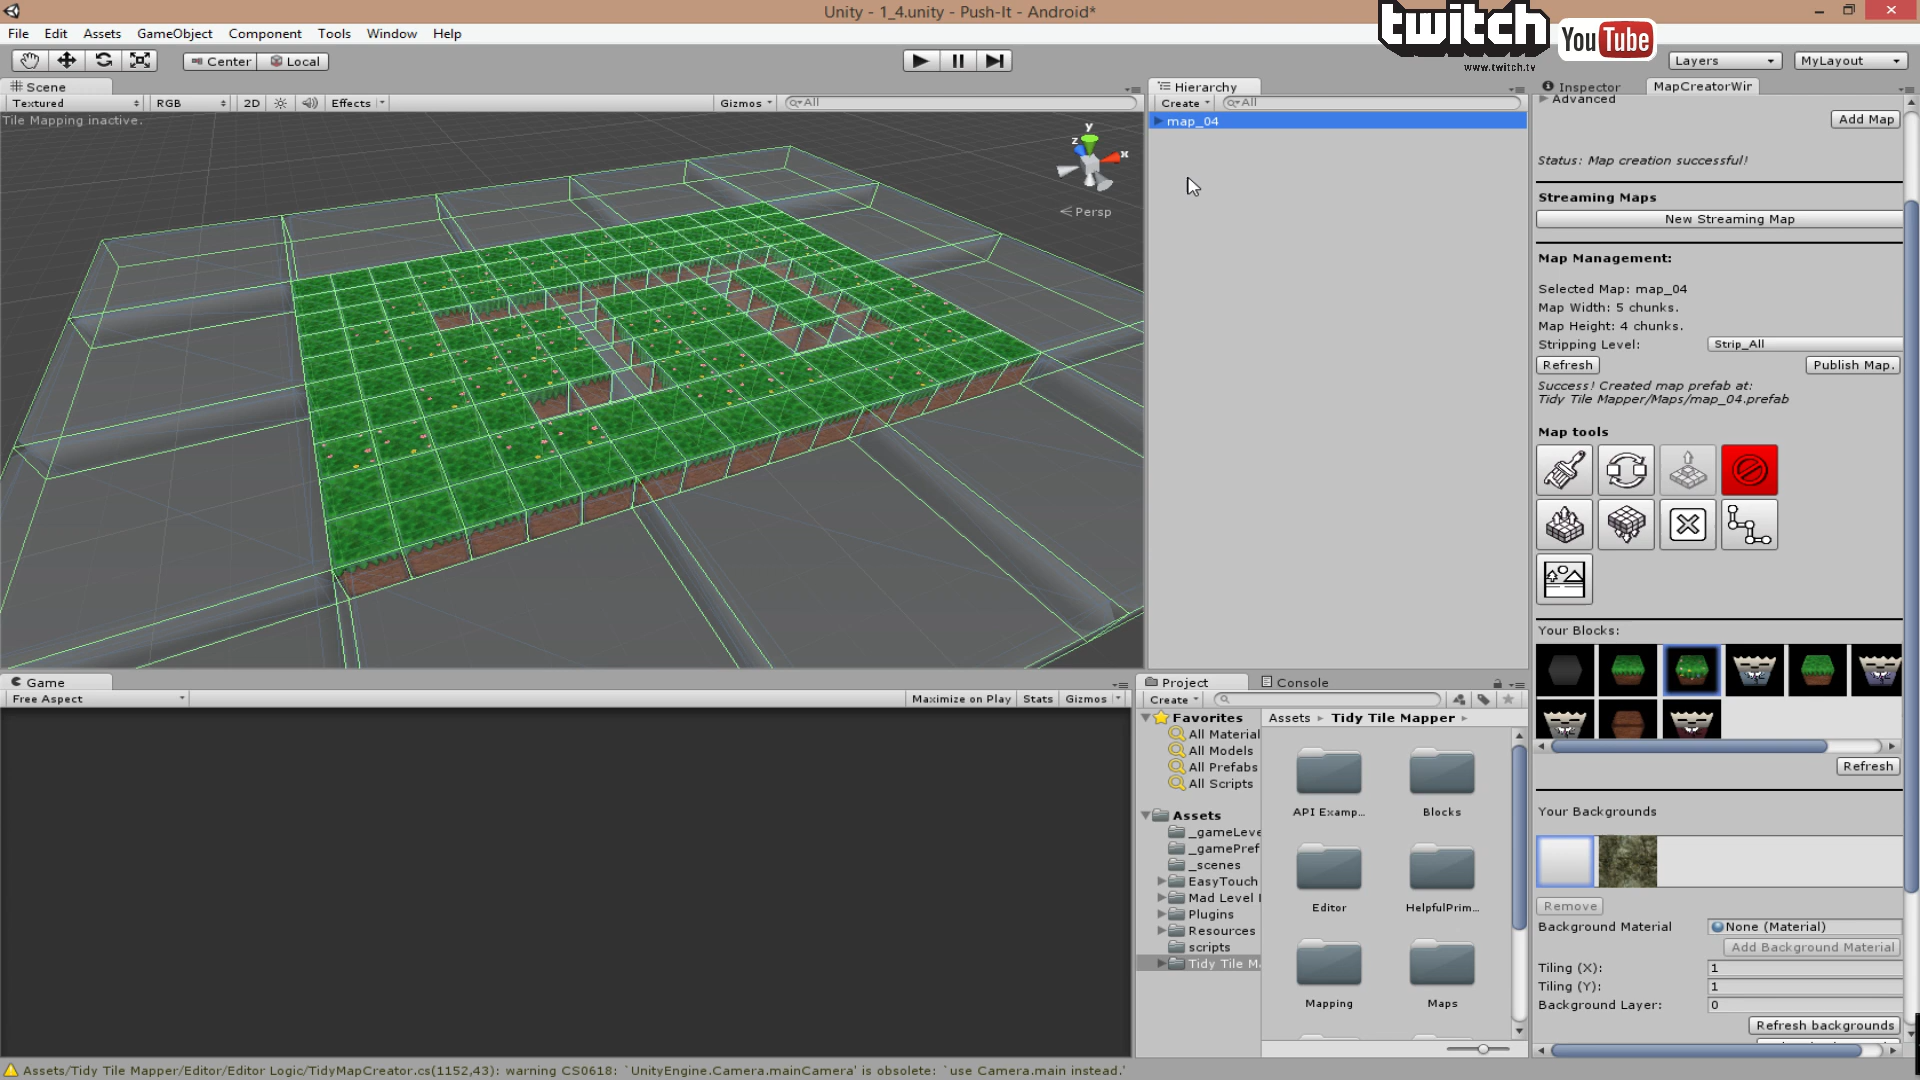 Unity - 1_4.unity - Push-It - Android*
twitch
www.twitch.tv
You Tube
File Edit Assets GameObject Component Tools Window Help
Center Local
Layers MyLayout
Scene
Textured RGB 2D Effects Gizmos All
Tile Mapping inactive.
y
z
x
Persp
Hierarchy
Create All
map_04
Inspector MapCreatorWir
Advanced
Add Map
Status: Map creation successful!
Streaming Maps
New Streaming Map
Map Management:
Selected Map: map_04
Map Width: 5 chunks.
Map Height: 4 chunks.
Stripping Level: Strip_All
Refresh Publish Map.
Success! Created map prefab at:
Tidy Tile Mapper/Maps/map_04.prefab
Map tools
Your Blocks:
Refresh
Your Backgrounds
Remove
Background Material None (Material)
Add Background Material
Tiling (X): 1
Tiling (Y): 1
Background Layer: 0
Refresh backgrounds
Game
Free Aspect Maximize on Play Stats Gizmos
Project Console
Create
Favorites
All Material
All Models
All Prefabs
All Scripts
Assets
_gameLeve
_gamePref
_scenes
EasyTouch
Mad Level
Plugins
Resources
scripts
Tidy Tile M
Assets Tidy Tile Mapper
API Examp... Blocks
Editor HelpfulPrim...
Mapping Maps
Assets/Tidy Tile Mapper/Editor/Editor Logic/TidyMapCreator.cs(1152,43): warning CS0618: `UnityEngine.Camera.mainCamera' is obsolete: `use Camera.main instead.'